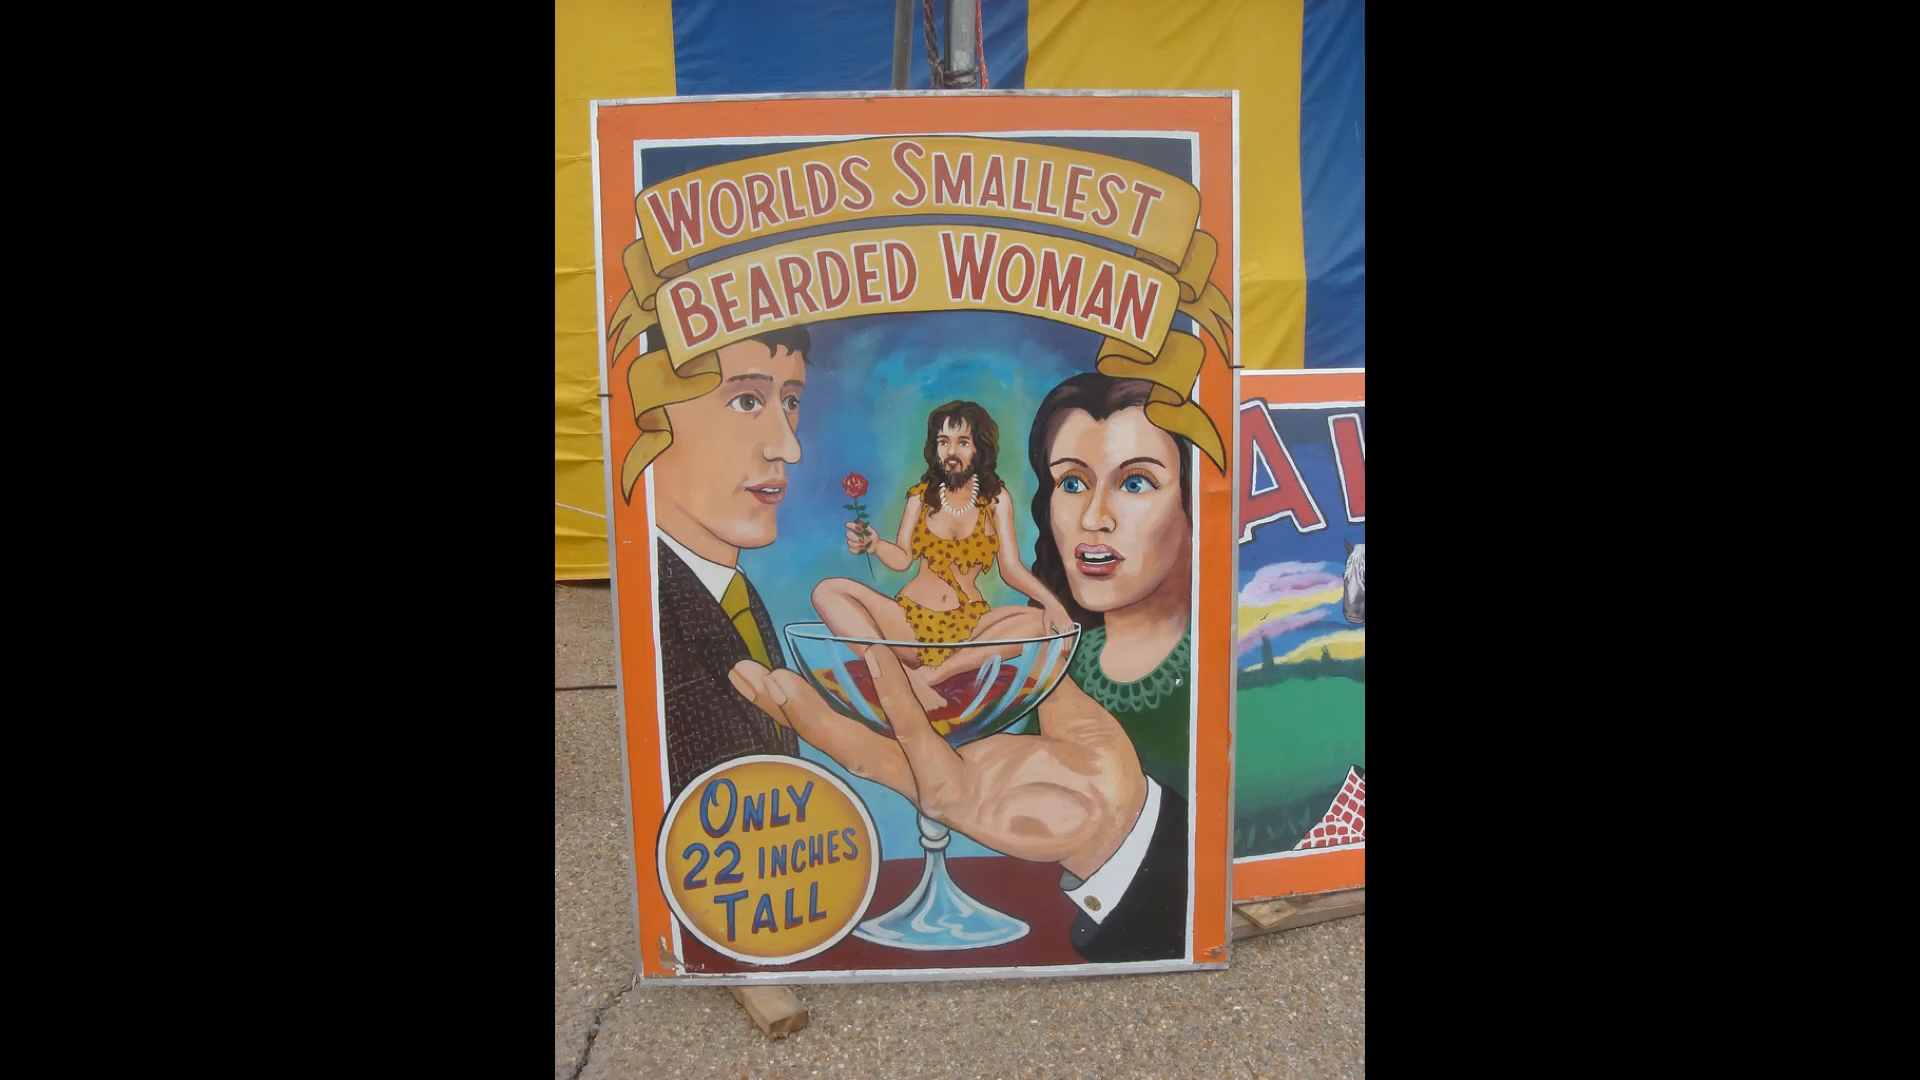 WORLDS SMALLEST
BEARDED WOMAN
ONLY
22 INCHES
TALL